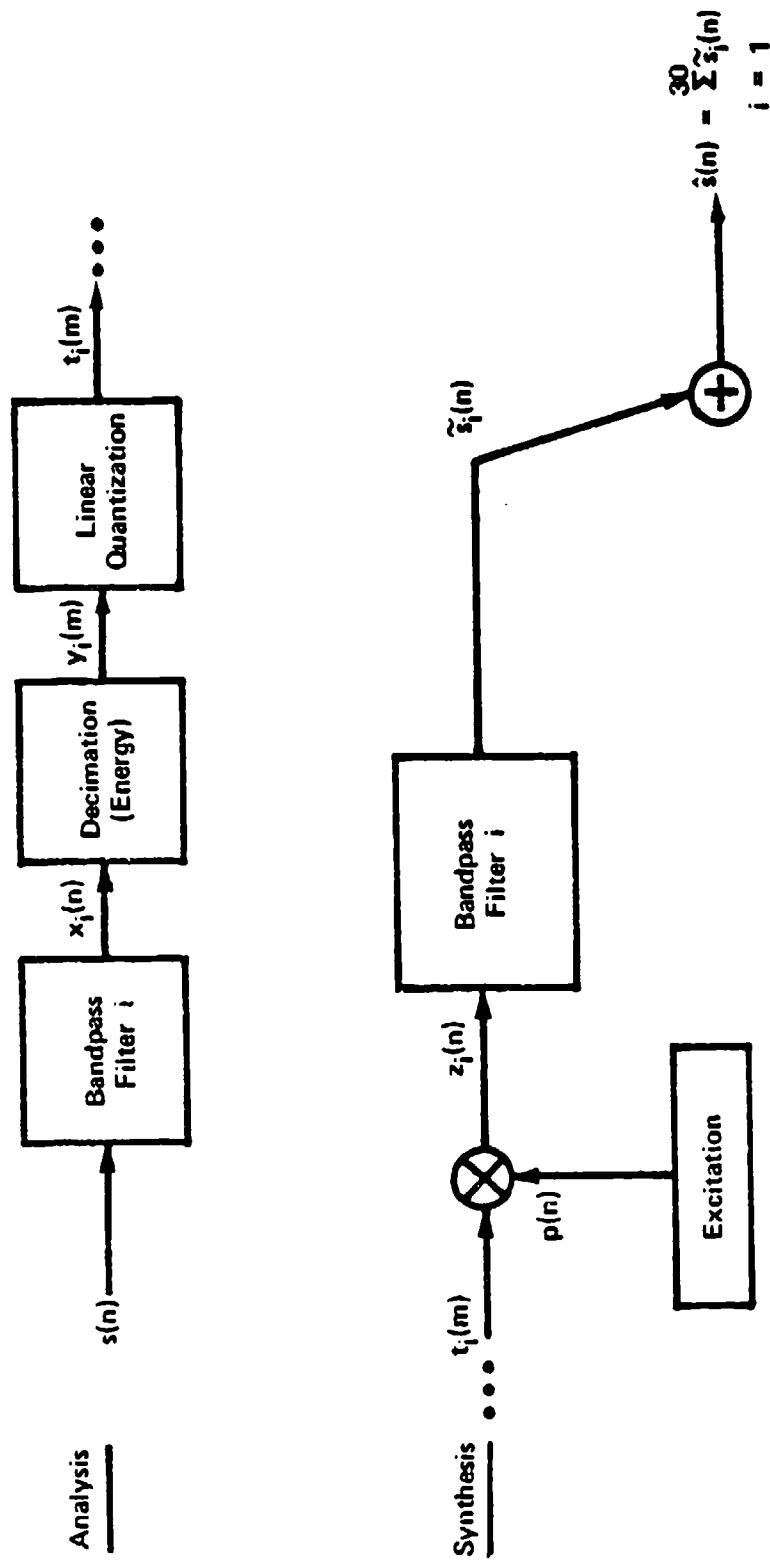 Analysis
s(n)
Bandpass
Filter i
x_i(n)
Decimation
(Energy)
y_i(m)
Linear
Quantization
t_i(m)
•••
Synthesis
•••
t_i(m)
p(n)
Excitation
z_i(n)
Bandpass
Filter i
s̃_i(n)
30
ŝ(n) = Σ s̃_i(n)
i = 1